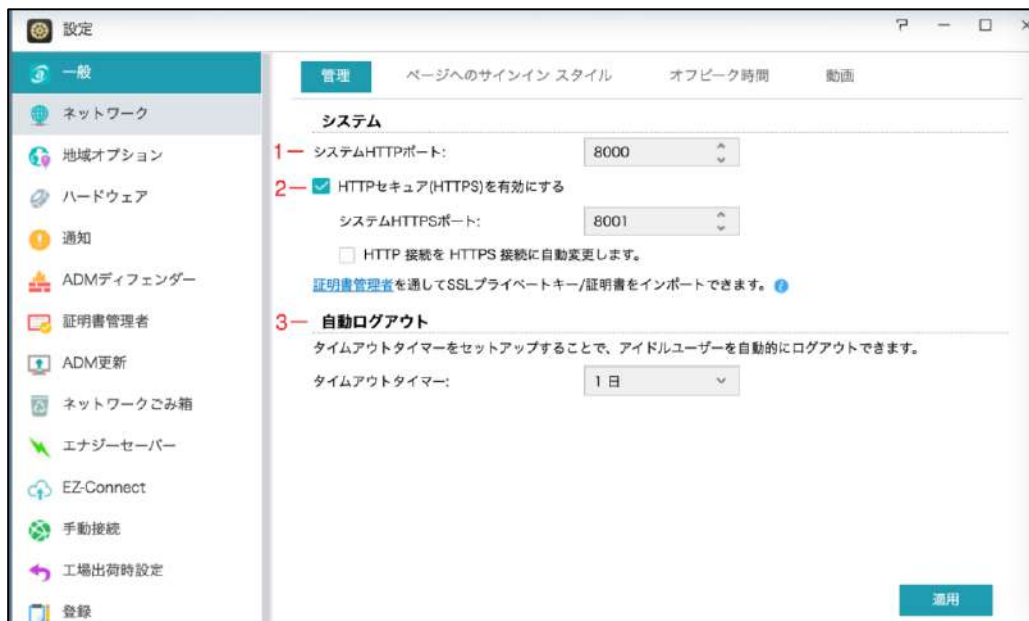 設定
一般
ネットワーク
地域オプション
ハードウェア
通知
ADMディフェンダー
証明書管理者
ADM更新
ネットワークごみ箱
エナジーセーバー
EZ-Connect
手動接続
工場出荷時設定
登録
管理 ページへのサインイン スタイル オフピーク時間 動画
システム
1 システムHTTPポート: 8000
2 HTTPセキュア(HTTPS)を有効にする
システムHTTPSポート: 8001
HTTP 接続を HTTPS 接続に自動変更します。
証明書管理者を通してSSLプライベートキー/証明書をインポートできます。
3 自動ログアウト
タイムアウトタイマーをセットアップすることで、アイドルユーザーを自動的にログアウトできます。
タイムアウトタイマー: 1 日
適用